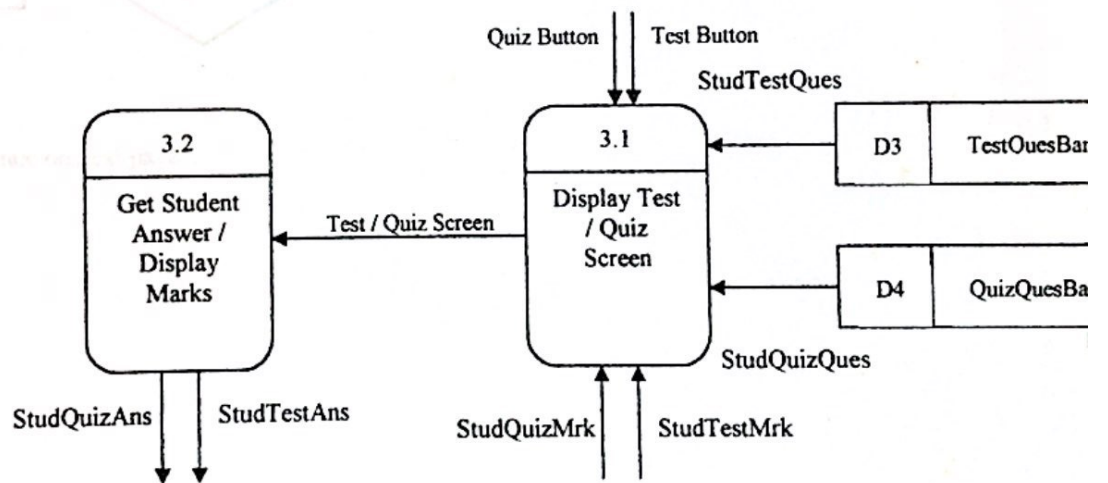 Quiz Button
Test Button
StudTestQues
3.2
3.1
D3
TestOuesBar
Get Student
Answer /
Display
Marks
Test / Quiz Screen
Display Test
/ Quiz
Screen
D4
QuizQuesBa
StudQuizQues
StudQuizAns
StudTestAns
StudQuizMrk
StudTestMrk